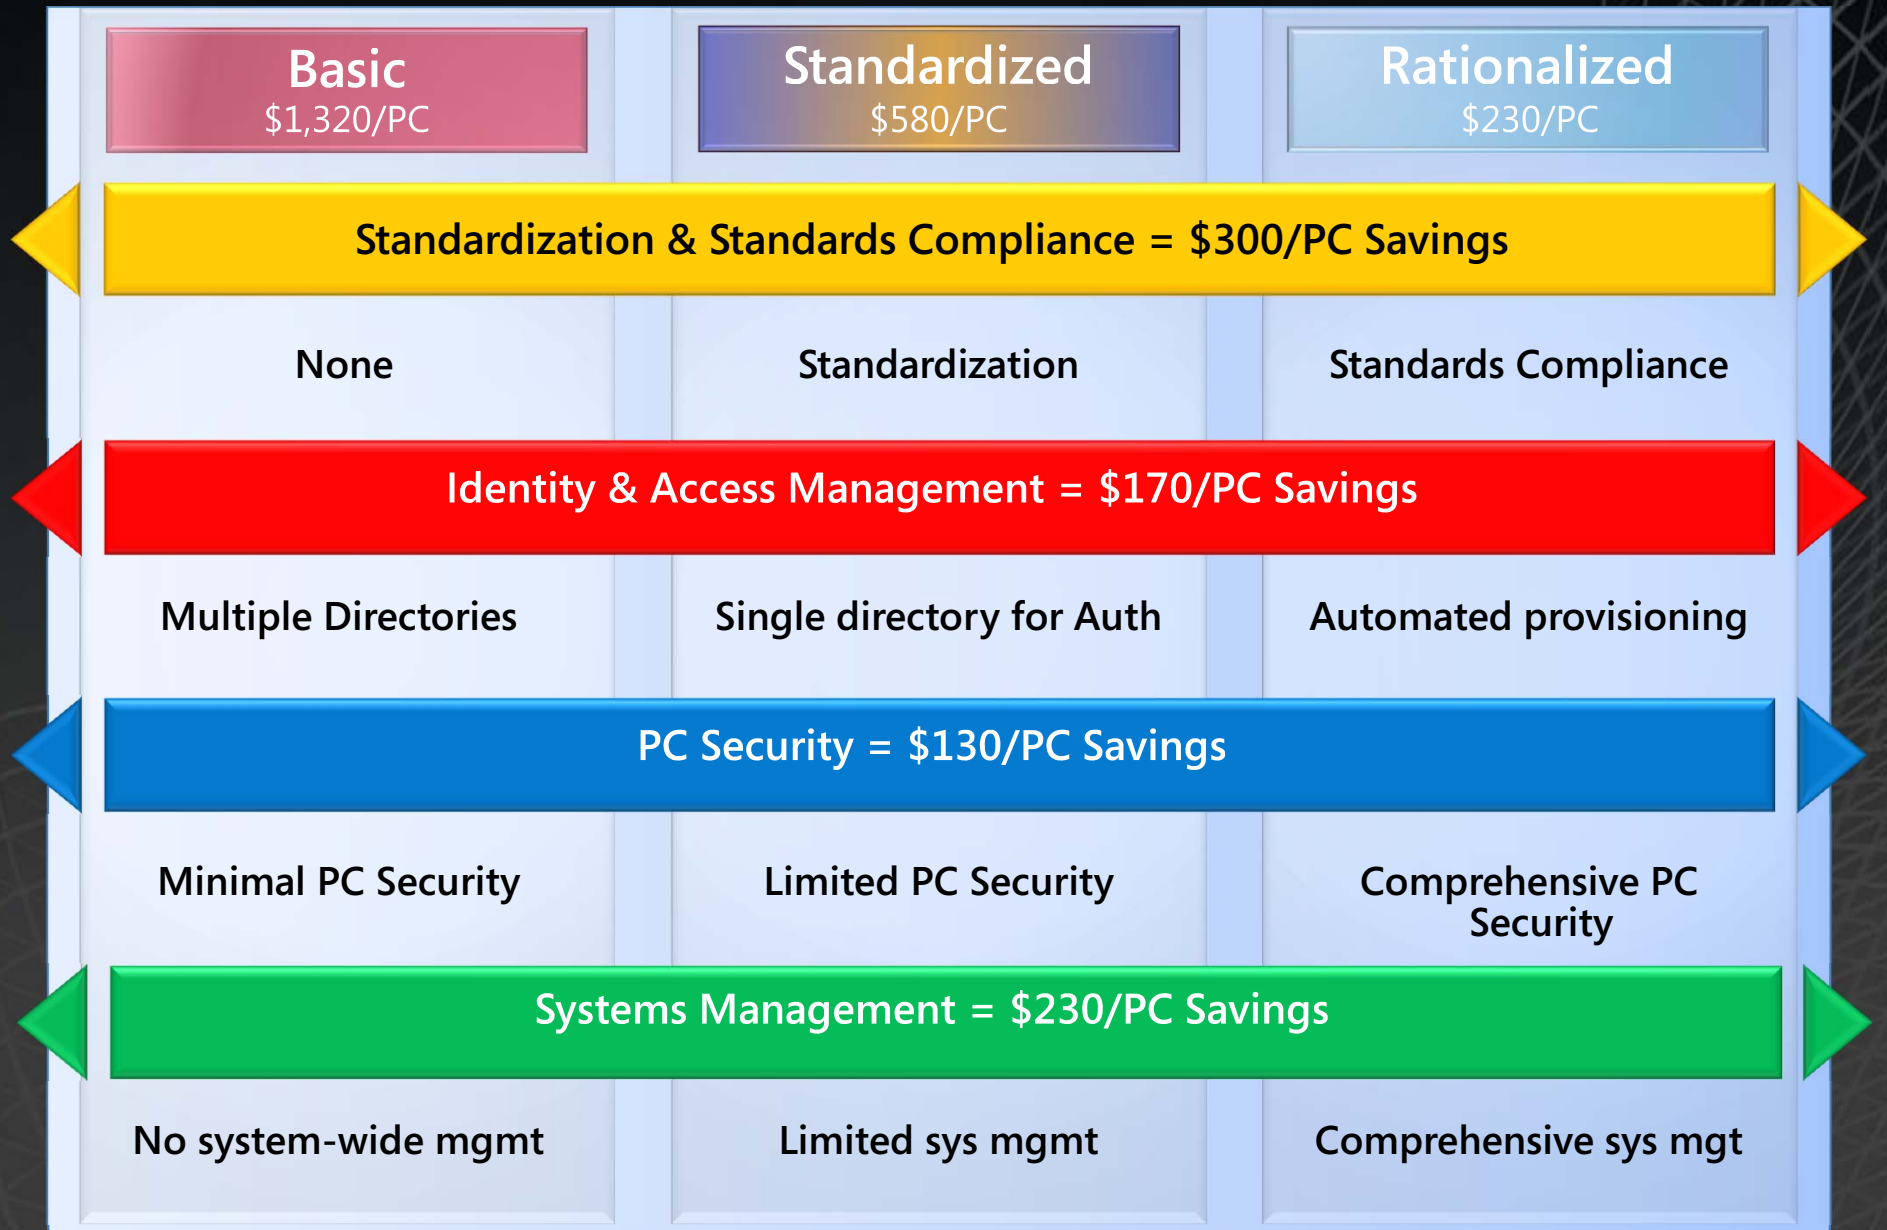 Basic
$1,320/PC
Standardized
$580/PC
Rationalized
$230/PC
Standardization & Standards Compliance = $300/PC Savings
None
Standardization
Standards Compliance
Identity & Access Management = $170/PC Savings
Multiple Directories
Single directory for Auth
Automated provisioning
PC Security = $130/PC Savings
Minimal PC Security
Limited PC Security
Comprehensive PC
Security
Systems Management = $230/PC Savings
No system-wide mgmt
Limited sys mgmt
Comprehensive sys mgt